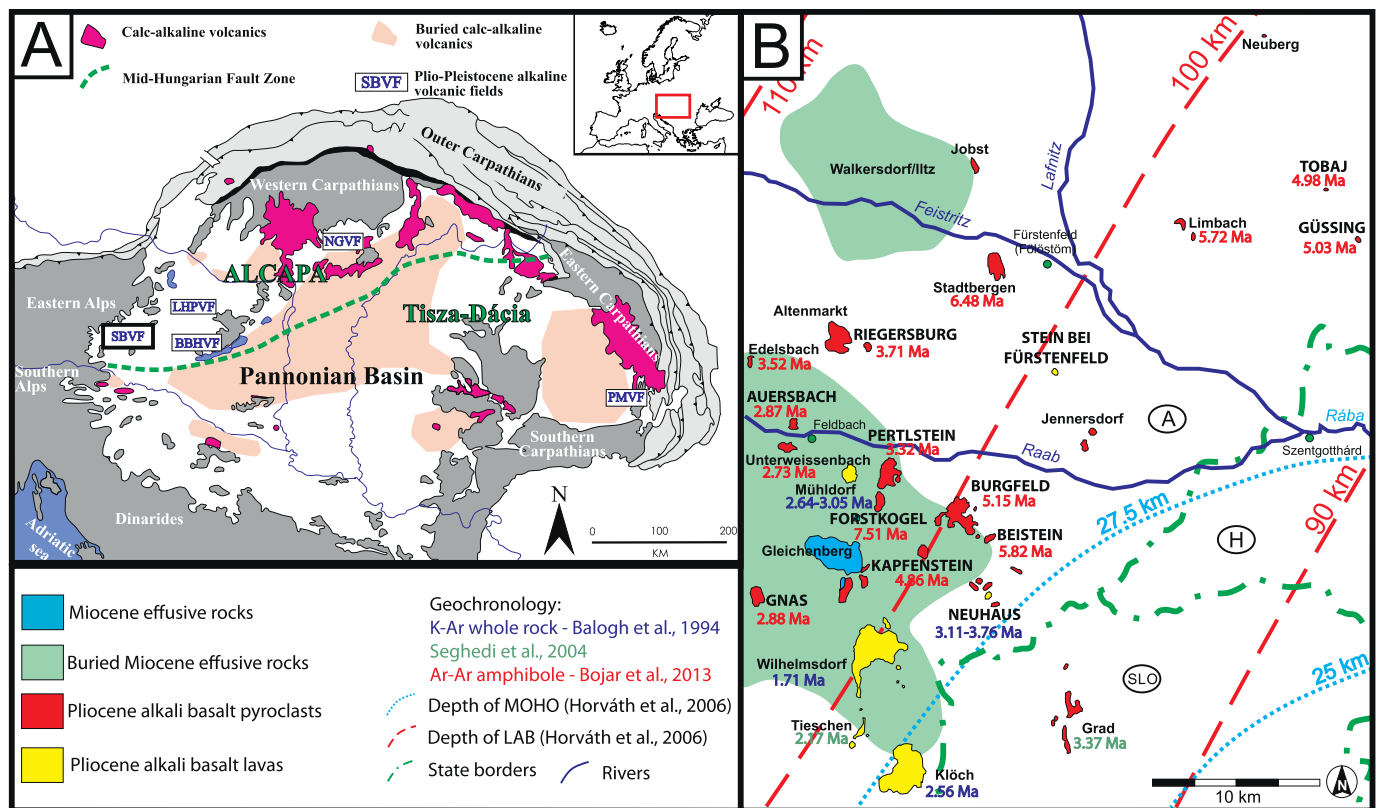 A
Calc-alkaline volcanics
Mid-Hungarian Fault Zone
Buried calc-alkaline
volcanics
SBVF
Plio-Pleistocene alkaline
volcanic fields
Outer Carpathians
Western Carpathians
NGVF
ALCAPA
Eastern Carpathians
Eastern Alps
LHPVF
SBVF
BBHVF
Tisza-Dácia
Southern
Alps
Pannonian Basin
PMVF
Southern
Carpathians
Dinarides
Adriatic
sea
N
0
100
200
KM
Miocene effusive rocks
Buried Miocene effusive rocks
Pliocene alkali basalt pyroclasts
Pliocene alkali basalt lavas
Geochronology:
K-Ar whole rock - Balogh et al., 1994
Seghedi et al., 2004
Ar-Ar amphibole - Bojar et al., 2013
Depth of MOHO (Horváth et al., 2006)
Depth of LAB (Horváth et al., 2006)
State borders
Rivers
B
110 km
100 km
Neuberg
Walkersdorf/Iltz
Jobst
Lafnitz
TOBAJ
4.98 Ma
Feistritz
Limbach
5.72 Ma
GÜSSING
5.03 Ma
Fürstenfeld
(Fölöstöm)
Stadtbergen
6.48 Ma
Altenmarkt
RIEGERSBURG
3.71 Ma
Edelsbach
3.52 Ma
STEIN BEI
FÜRSTENFELD
AUERSBACH
2.87 Ma
Feldbach
PERTLSTEIN
3.32 Ma
Jennersdorf
A
Rába
Raab
Szentgotthárd
Unterweissenbach
2.73 Ma
Mühldorf
2.64-3.05 Ma
BURGFELD
5.15 Ma
27.5 km
90 km
FORSTKOGEL
7.51 Ma
BEISTEIN
5.82 Ma
H
Gleichenberg
KAPFENSTEIN
4.86 Ma
GNAS
2.88 Ma
NEUHAUS
3.11-3.76 Ma
Wilhelmsdorf
1.71 Ma
SLO
25 km
Tieschen
2.17 Ma
Grad
3.37 Ma
Klöch
2.56 Ma
10 km
N